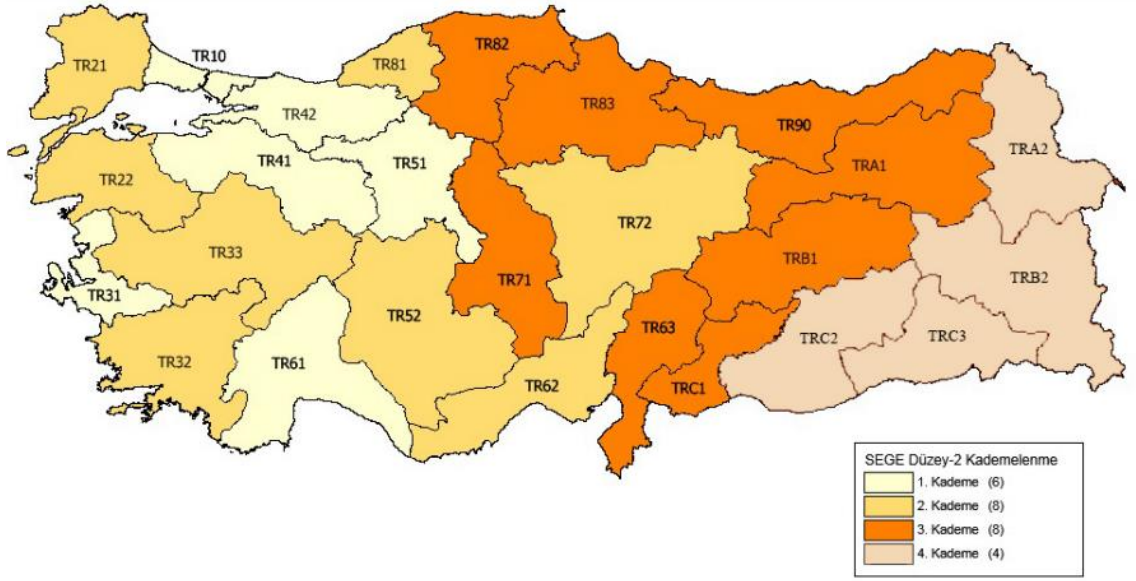 TR82
TR10
TR81
TR21
TR83
TR42
TR90
TR41
TR51
TRA2
TRA1
TR22
TR72
TR33
TRB1
TRB2
TR71
TR31
TR52
TR63
TRC2
TRC3
TR32
TR61
TR62
TRC1
SEGE Düzey-2 Kademelenme
1. Kademe (6)
2. Kademe (8)
3. Kademe (8)
4. Kademe (4)